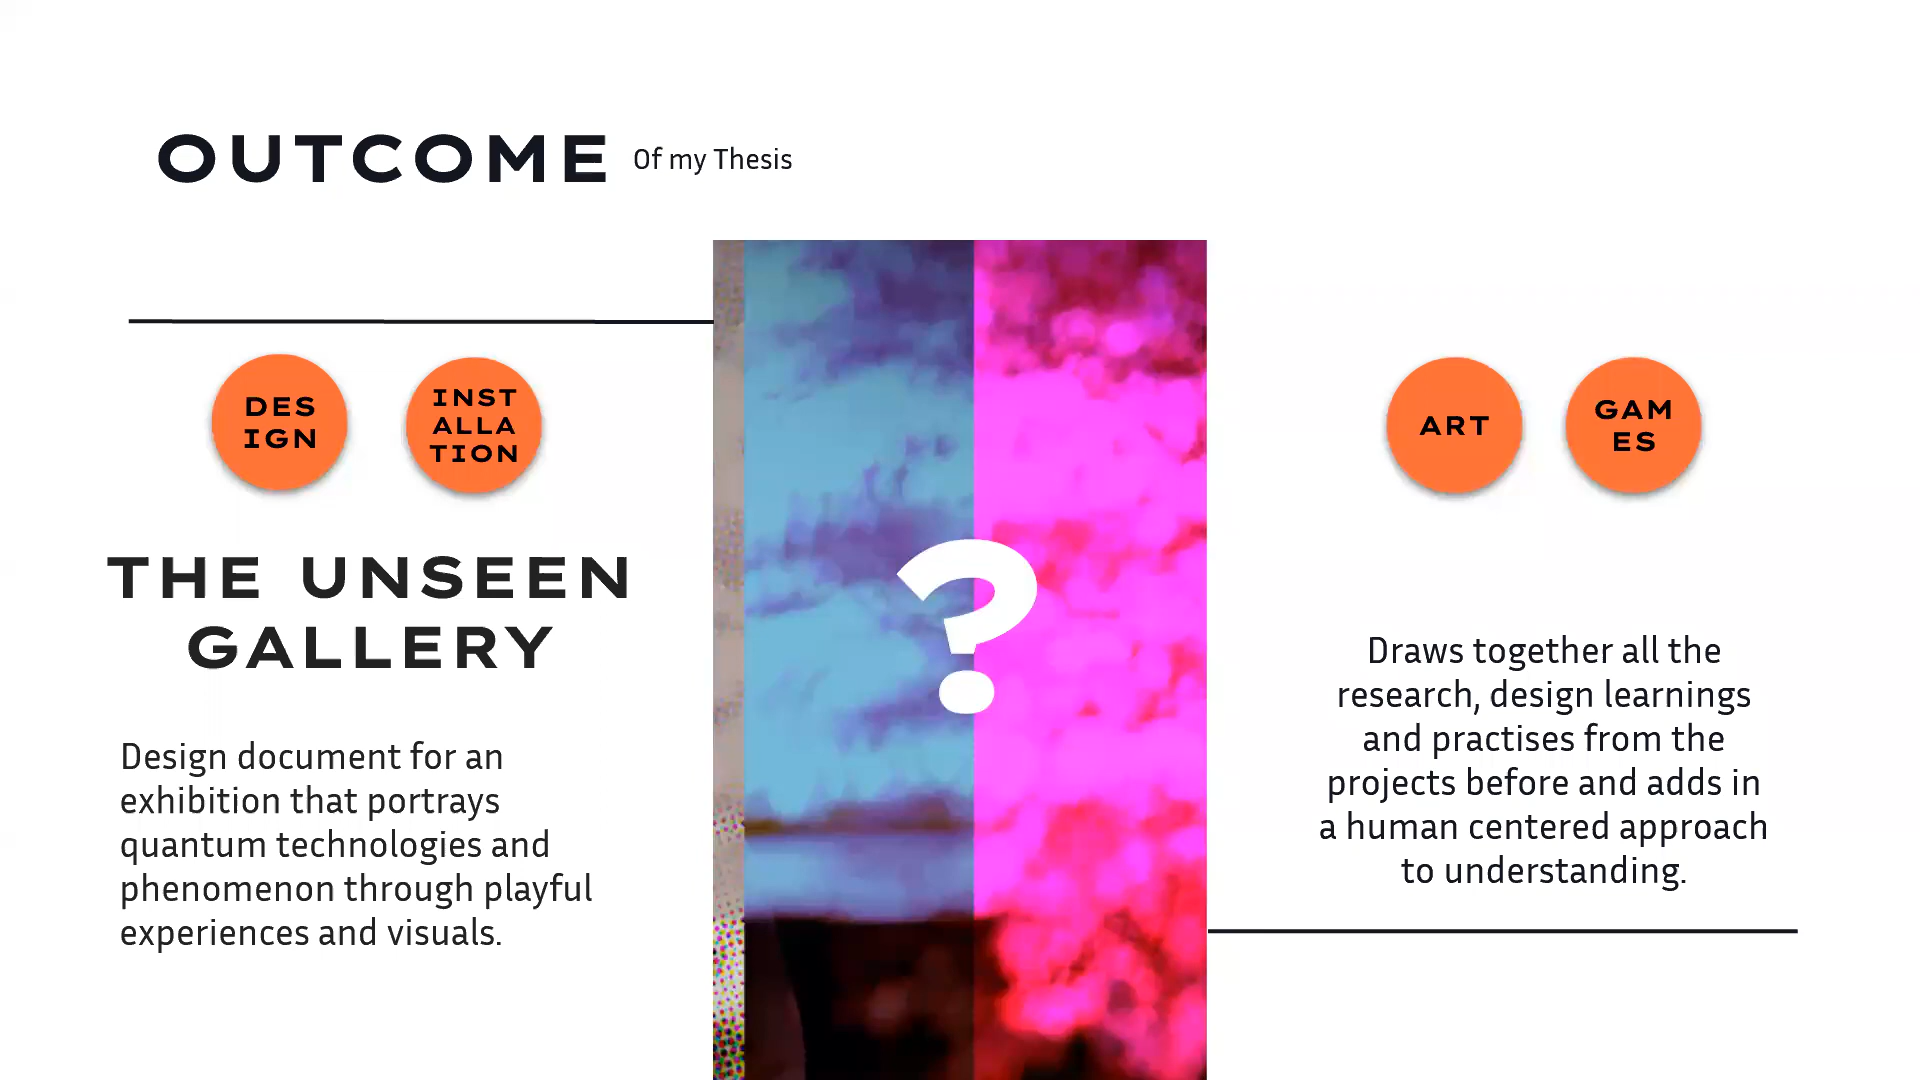 OUTCOME Of my Thesis
DES
IGN
INST
ALLA
TION
ART
GAM
ES
THE UNSEEN
GALLERY
?
Design document for an
exhibition that portrays
quantum technologies and
phenomenon through playful
experiences and visuals.
Draws together all the
research, design learnings
and practises from the
projects before and adds in
a human centered approach
to understanding.